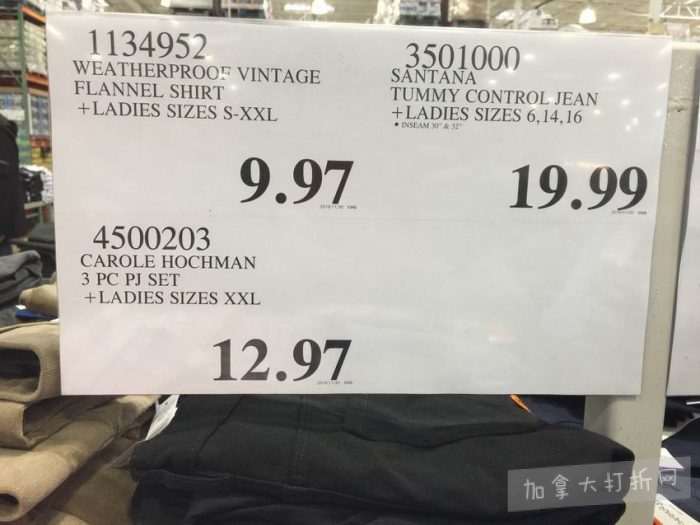 1134952
WEATHERPROOF VINTAGE
FLANNEL SHIRT
+LADIES SIZES S-XXL
9.97
3501000
SANTANA
TUMMY CONTROL JEAN
+LADIES SIZES 6,14,16
* INSEAM 30" & 32"
19.99
4500203
CAROLE HOCHMAN
3 PC PJ SET
+LADIES SIZES XXL
12.97
加拿大打折网